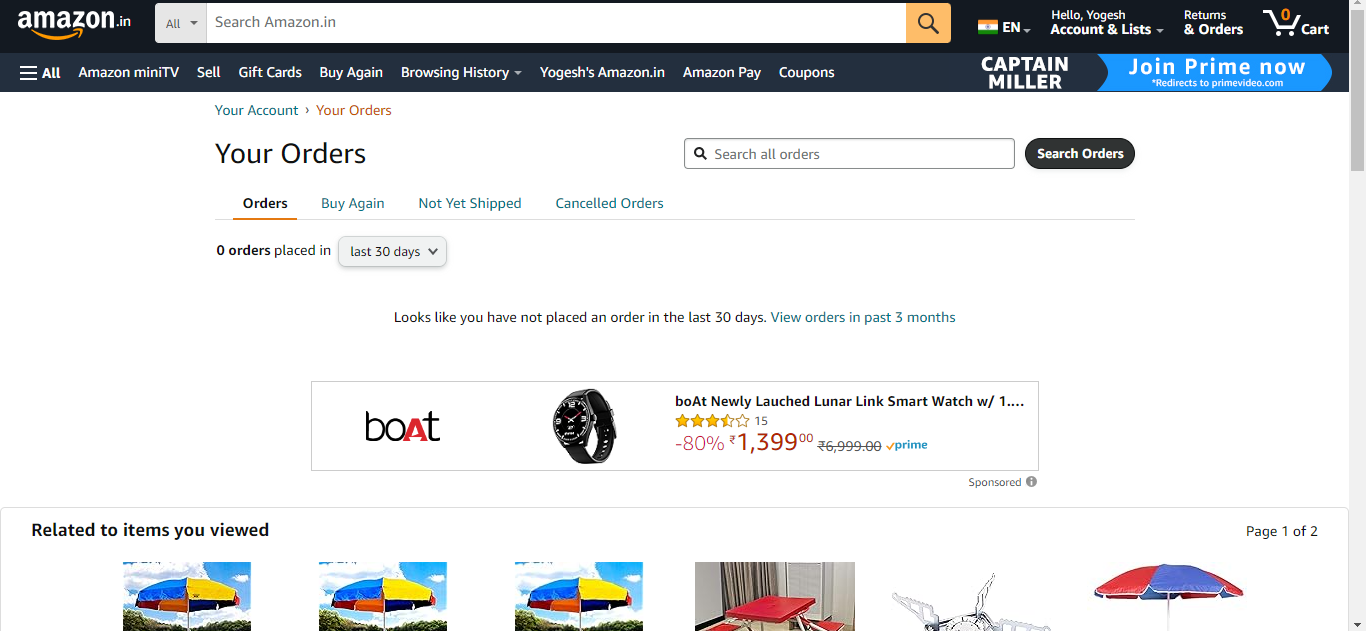 amazon.in
All
Search Amazon.in
EN
Hello, Yogesh
Account & Lists
Returns
& Orders
0
Cart
All
Amazon miniTV
Sell
Gift Cards
Buy Again
Browsing History
Yogesh's Amazon.in
Amazon Pay
Coupons
CAPTAIN
MILLER
Join Prime now
*Redirects to primevideo.com
Your Account › Your Orders
Your Orders
Search all orders
Search Orders
Orders
Buy Again
Not Yet Shipped
Cancelled Orders
0 orders placed in last 30 days
Looks like you have not placed an order in the last 30 days. View orders in past 3 months
boAt
boAt Newly Lauched Lunar Link Smart Watch w/ 1....
15
-80% ₹1,39900 ₹6,999.00 prime
Sponsored
Related to items you viewed
Page 1 of 2